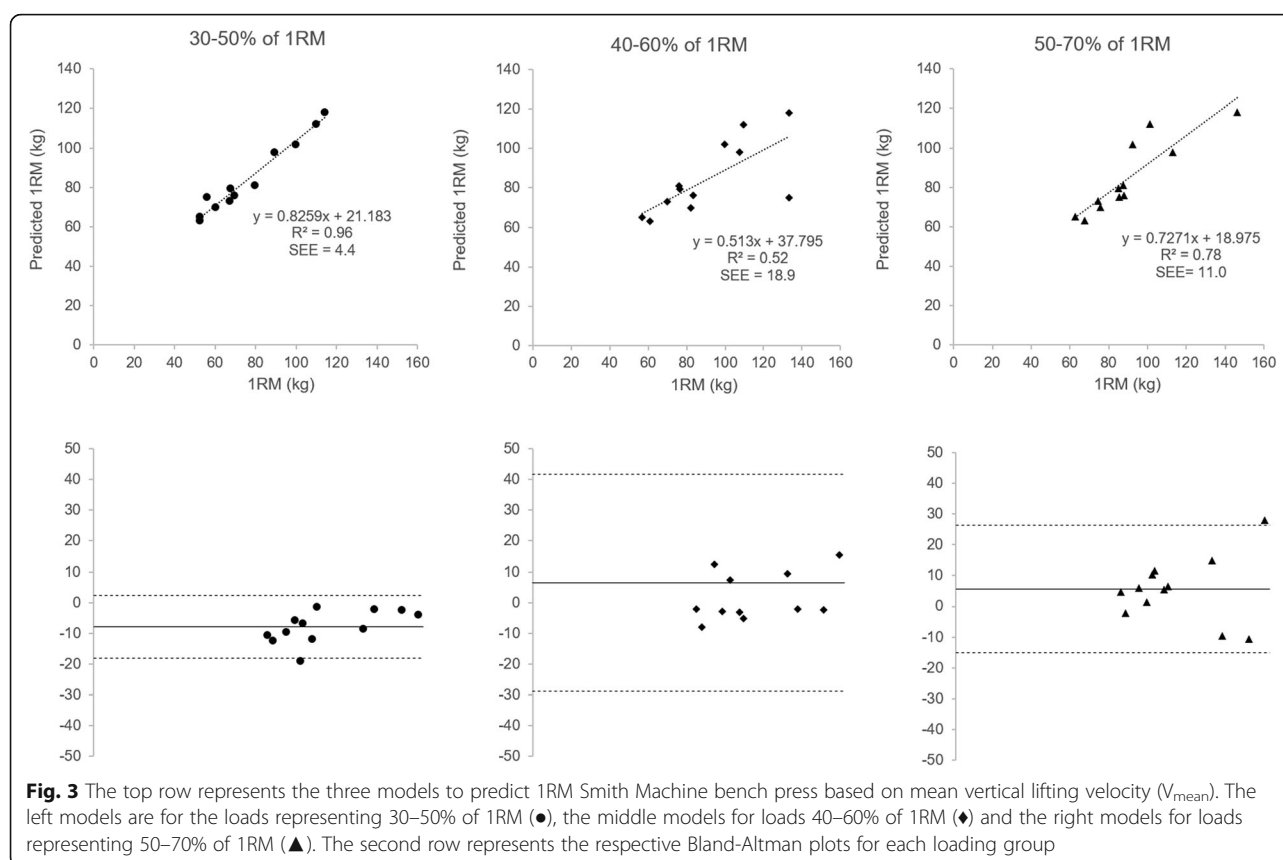 30-50% of 1RM
140
120
100
80
60
40
20
0
Predicted 1RM (kg)
y = 0.8259x + 21.183
R² = 0.96
SEE = 4.4
0 20 40 60 80 100 120 140 160
1RM (kg)
40-60% of 1RM
140
120
100
80
60
40
20
0
Predicted 1RM (kg)
y = 0.513x + 37.795
R² = 0.52
SEE = 18.9
0 20 40 60 80 100 120 140 160
1RM (kg)
50-70% of 1RM
140
120
100
80
60
40
20
0
Predicted 1RM (kg)
y = 0.7271x + 18.975
R² = 0.78
SEE= 11.0
0 20 40 60 80 100 120 140 160
1RM (kg)
50
40
30
20
10
0
-10
-20
-30
-40
-50
50
40
30
20
10
0
-10
-20
-30
-40
-50
50
40
30
20
10
0
-10
-20
-30
-40
-50
Fig. 3 The top row represents the three models to predict 1RM Smith Machine bench press based on mean vertical lifting velocity (Vmean). The
left models are for the loads representing 30–50% of 1RM (●), the middle models for loads 40–60% of 1RM (♦) and the right models for loads
representing 50–70% of 1RM (▲). The second row represents the respective Bland-Altman plots for each loading group